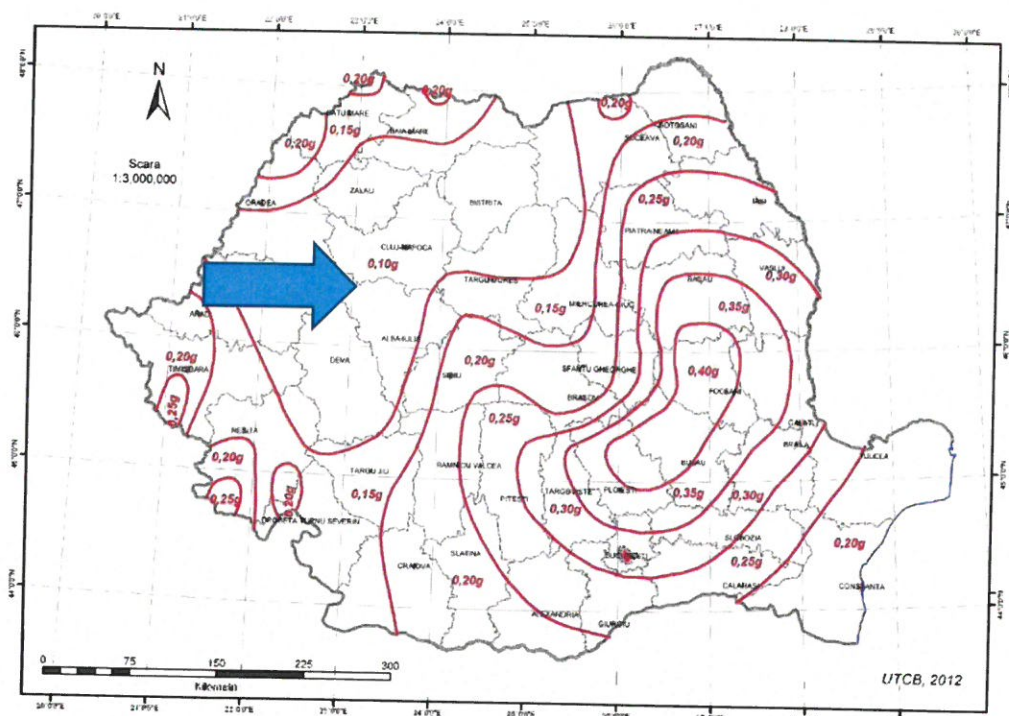 N
Scara
1:3,000,000
0,20g
0,20g
0,20g
SATU MARE
0,15g
BAIA MARE
0,20g
SUCEAVA
BOTOSANI
0,20g
ORADEA
ZALAU
BISTRITA
0,25g
IASI
PIATRA NEAMT
CLUJ-NAPOCA
0,10g
TARGU MURES
BACAU
VASLUI
0,30g
0,35g
0,15g
MIERCUREA-CIUC
ARAD
ALBA-IULIA
DEVA
0,20g
TIMISOARA
0,25g
SIBIU
0,20g
SFANTU GHEORGHE
BRASOV
0,40g
FOCSANI
RESITA
0,20g
0,25g
0,20g
0,25g
GALATI
BRAILA
TULCEA
TARGU JIU
0,15g
RAMNICU VALCEA
PITESTI
TARGOVISTE
0,30g
PLOIESTI
BUZAU
0,35g
0,30g
DROBETA TURNU SEVERIN
SLOBOZIA
0,25g
0,20g
CRAIOVA
SLATINA
0,20g
BUCURESTI
CALARASI
CONSTANTA
ALEXANDRIA
GIURGIU
0 75 150 225 300
Kilometri
UTCB, 2012